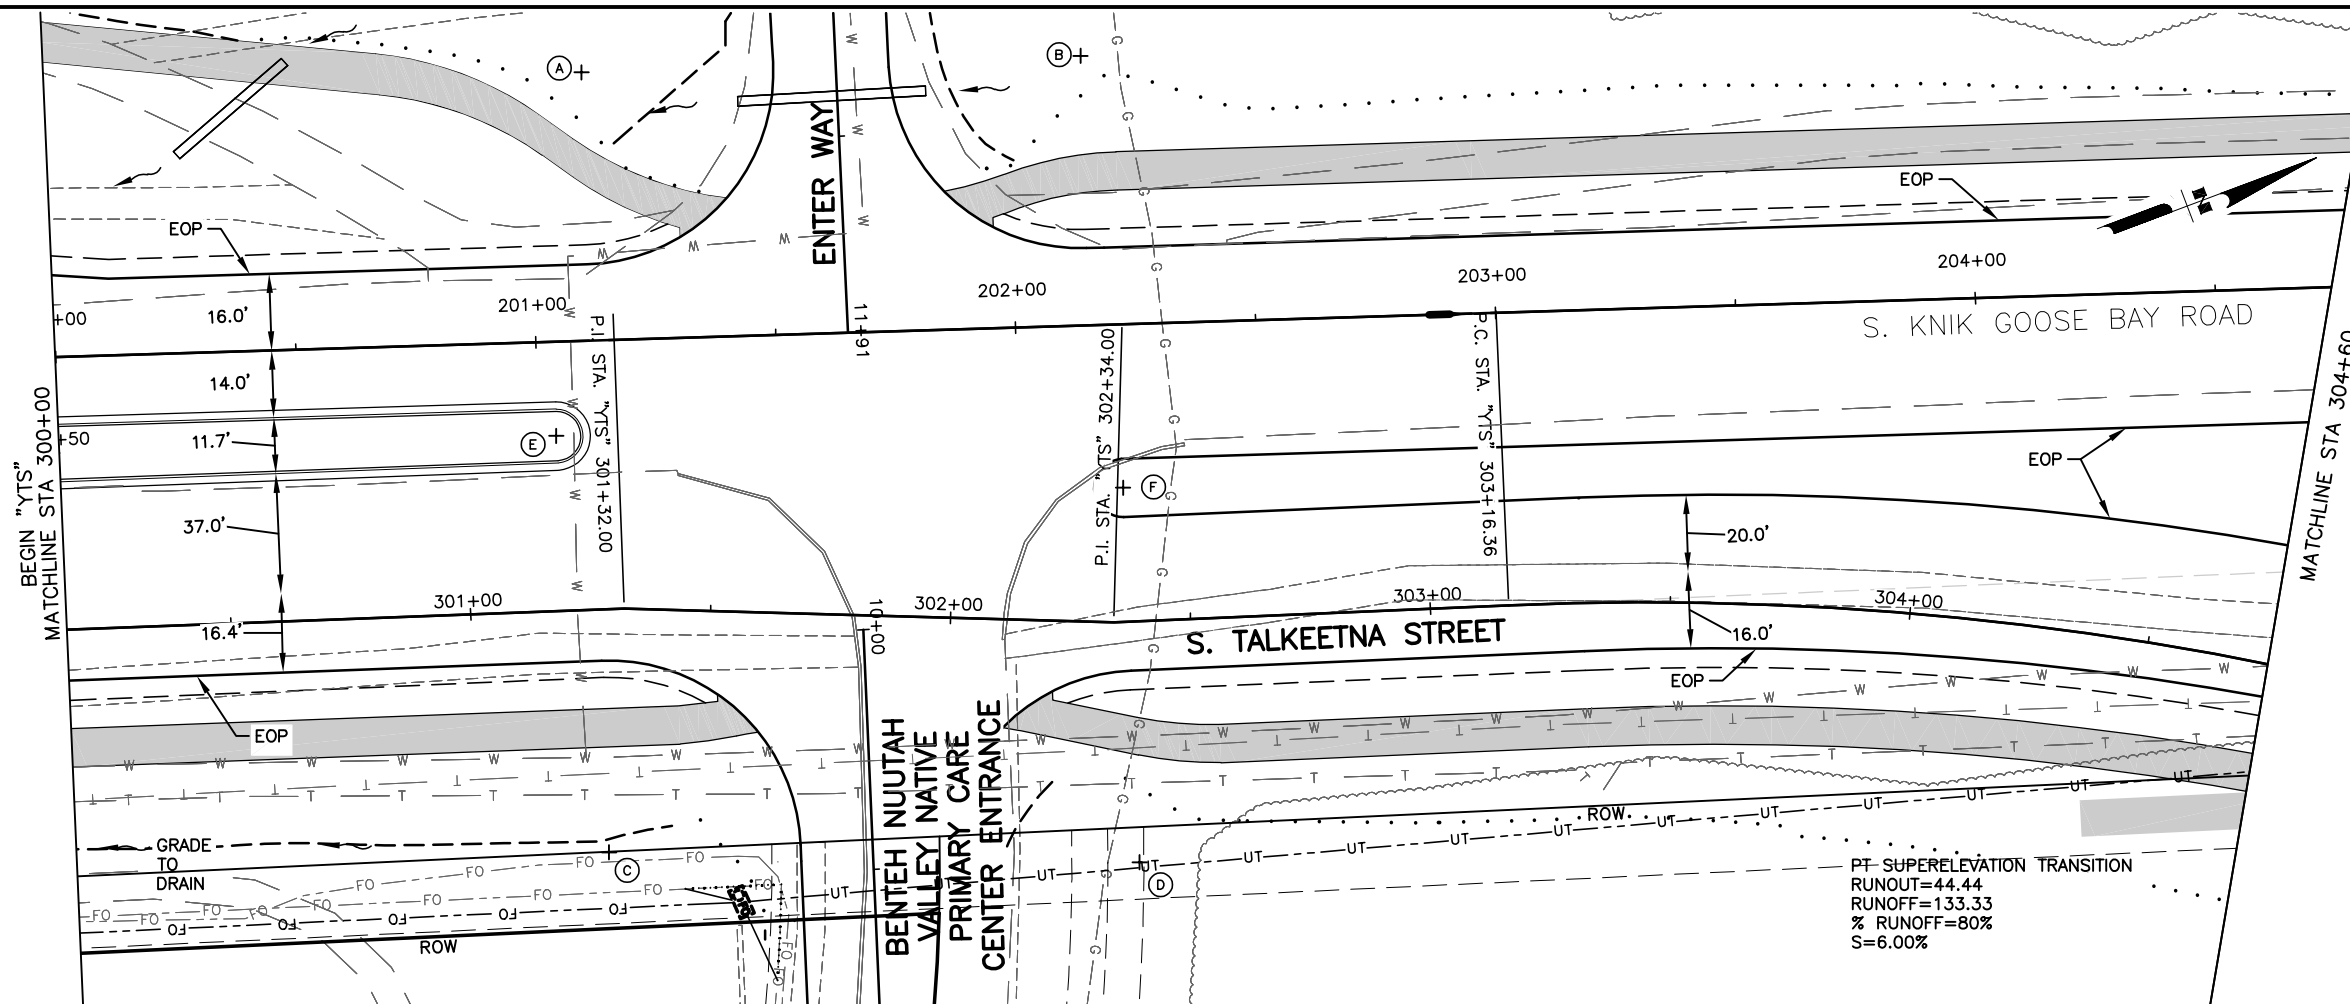 A
B
EOP
EOP
ENTER WAY
204+00
203+00
202+00
201+00
+00
16.0'
11+91
S. KNIK GOOSE BAY ROAD
14.0'
P.I. STA. "YTS" 301+32.00
P.I. STA. "YTS" 302+34.00
P.C. STA. "YTS" 303+16.36
BEGIN "YTS"
MATCHLINE STA 300+00
MATCHLINE STA 304+60
+50
11.7'
E
F
EOP
37.0'
20.0'
301+00
302+00
303+00
304+00
10+00
16.4'
16.0'
S. TALKEETNA STREET
EOP
EOP
BENTEH NUUTAH
VALLEY NATIVE
PRIMARY CARE
CENTER ENTRANCE
GRADE
TO
DRAIN
C
D
ROW
ROW
W
G
T
FO
UT
PT SUPERELEVATION TRANSITION
RUNOUT=44.44
RUNOFF=133.33
% RUNOFF=80%
S=6.00%